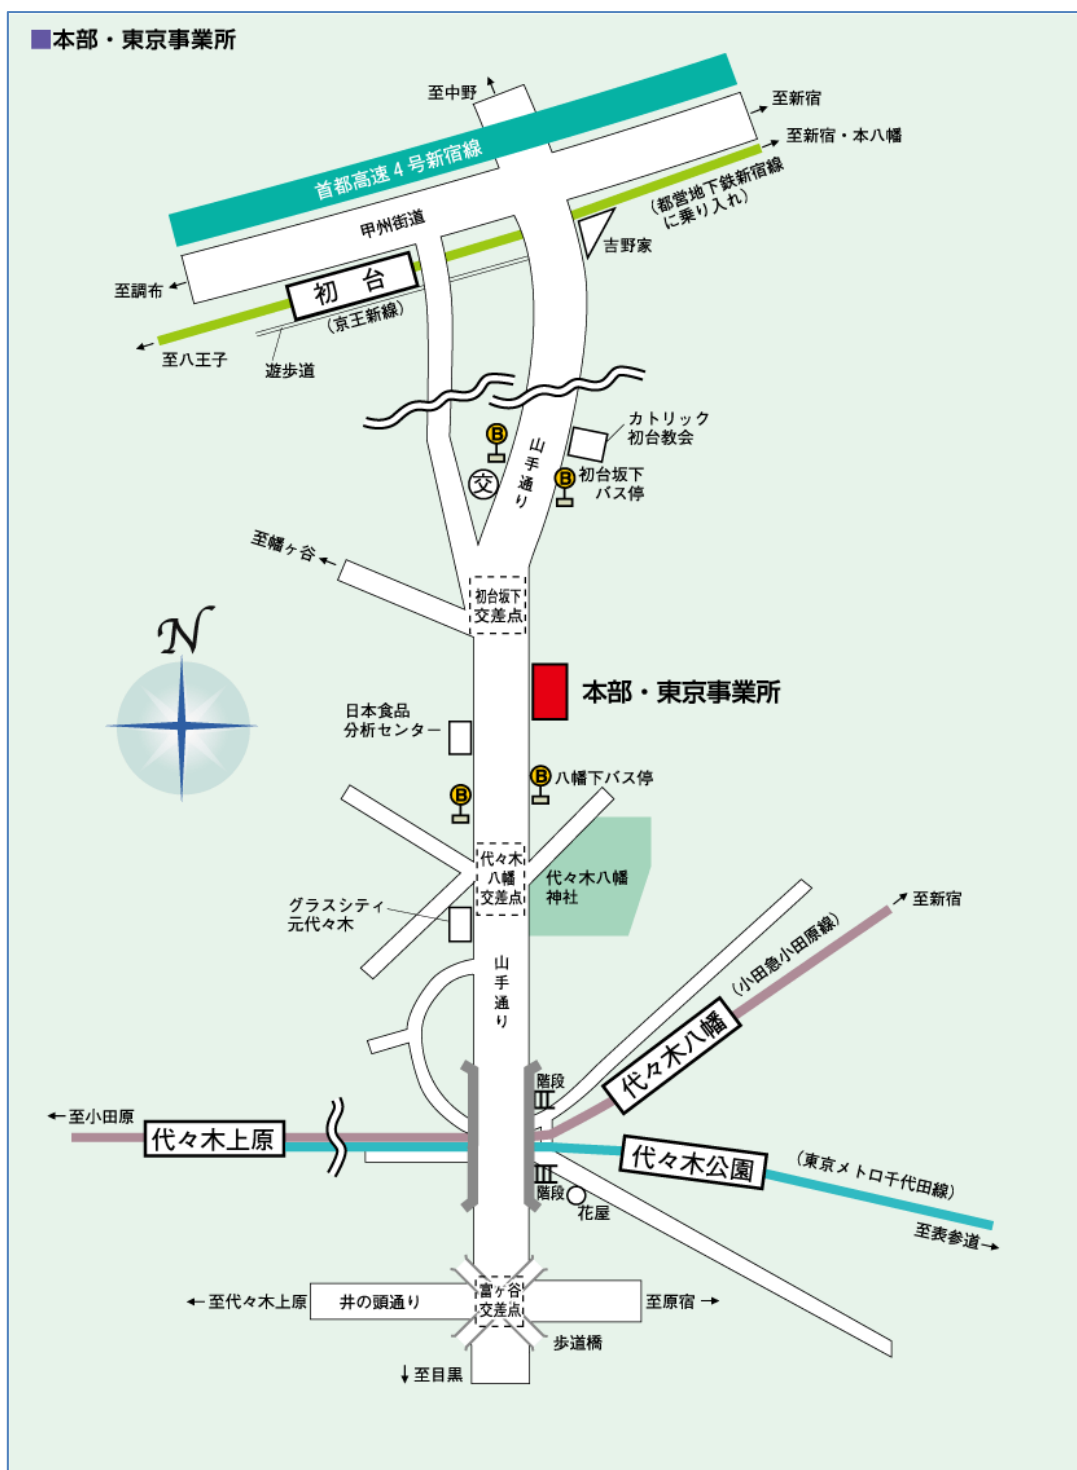 ■本部・東京事業所
至中野
至新宿
至新宿・本八幡
首都高速4号新宿線
(都営地下鉄新宿線
に乗り入れ)
甲州街道
吉野家
至調布
初 台
(京王新線)
至八王子
遊歩道
カトリック
初台教会
B
山手通り
交
B
初台坂下
バス停
至幡ヶ谷
初台坂下
交差点
N
本部・東京事業所
日本食品
分析センター
B
八幡下バス停
B
代々木
八幡
交差点
代々木八幡
神社
グラスシティ
元代々木
至新宿
(小田急小田原線)
山手通り
代々木八幡
階段
至小田原
代々木上原
代々木公園
(東京メトロ千代田線)
階段
花屋
至表参道
富ヶ谷
交差点
至代々木上原
井の頭通り
至原宿
歩道橋
至目黒